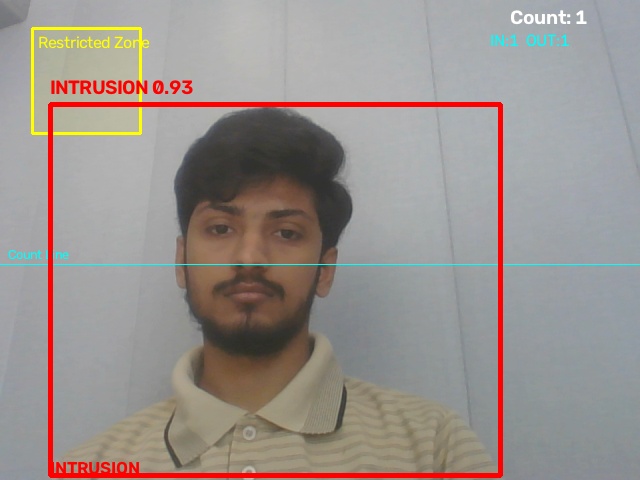 Count: 1
IN:1 OUT:1
Restricted Zone
INTRUSION 0.93
Count Line
INTRUSION